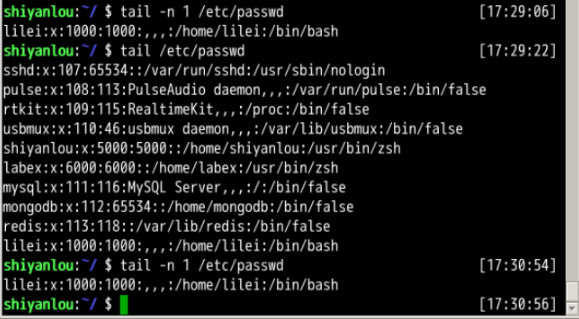 shiyanlou:~/ $ tail -n 1 /etc/passwd [17:29:06]
lilei:x:1000:1000:,,,:/home/lilei:/bin/bash
shiyanlou:~/ $ tail /etc/passwd [17:29:22]
sshd:x:107:65534::/var/run/sshd:/usr/sbin/nologin
pulse:x:108:113:PulseAudio daemon,,,:/var/run/pulse:/bin/false
rtkit:x:109:115:RealtimeKit,,,:/proc:/bin/false
usbmux:x:110:46:usbmux daemon,,,:/var/lib/usbmux:/bin/false
shiyanlou:x:5000:5000::/home/shiyanlou:/usr/bin/zsh
labex:x:6000:6000::/home/labex:/usr/bin/zsh
mysql:x:111:116:MySQL Server,,,:/:/bin/false
mongodb:x:112:65534::/home/mongodb:/bin/false
redis:x:113:118::/var/lib/redis:/bin/false
lilei:x:1000:1000:,,,:/home/lilei:/bin/bash
shiyanlou:~/ $ tail -n 1 /etc/passwd [17:30:54]
lilei:x:1000:1000:,,,:/home/lilei:/bin/bash
shiyanlou:~/ $ [17:30:56]